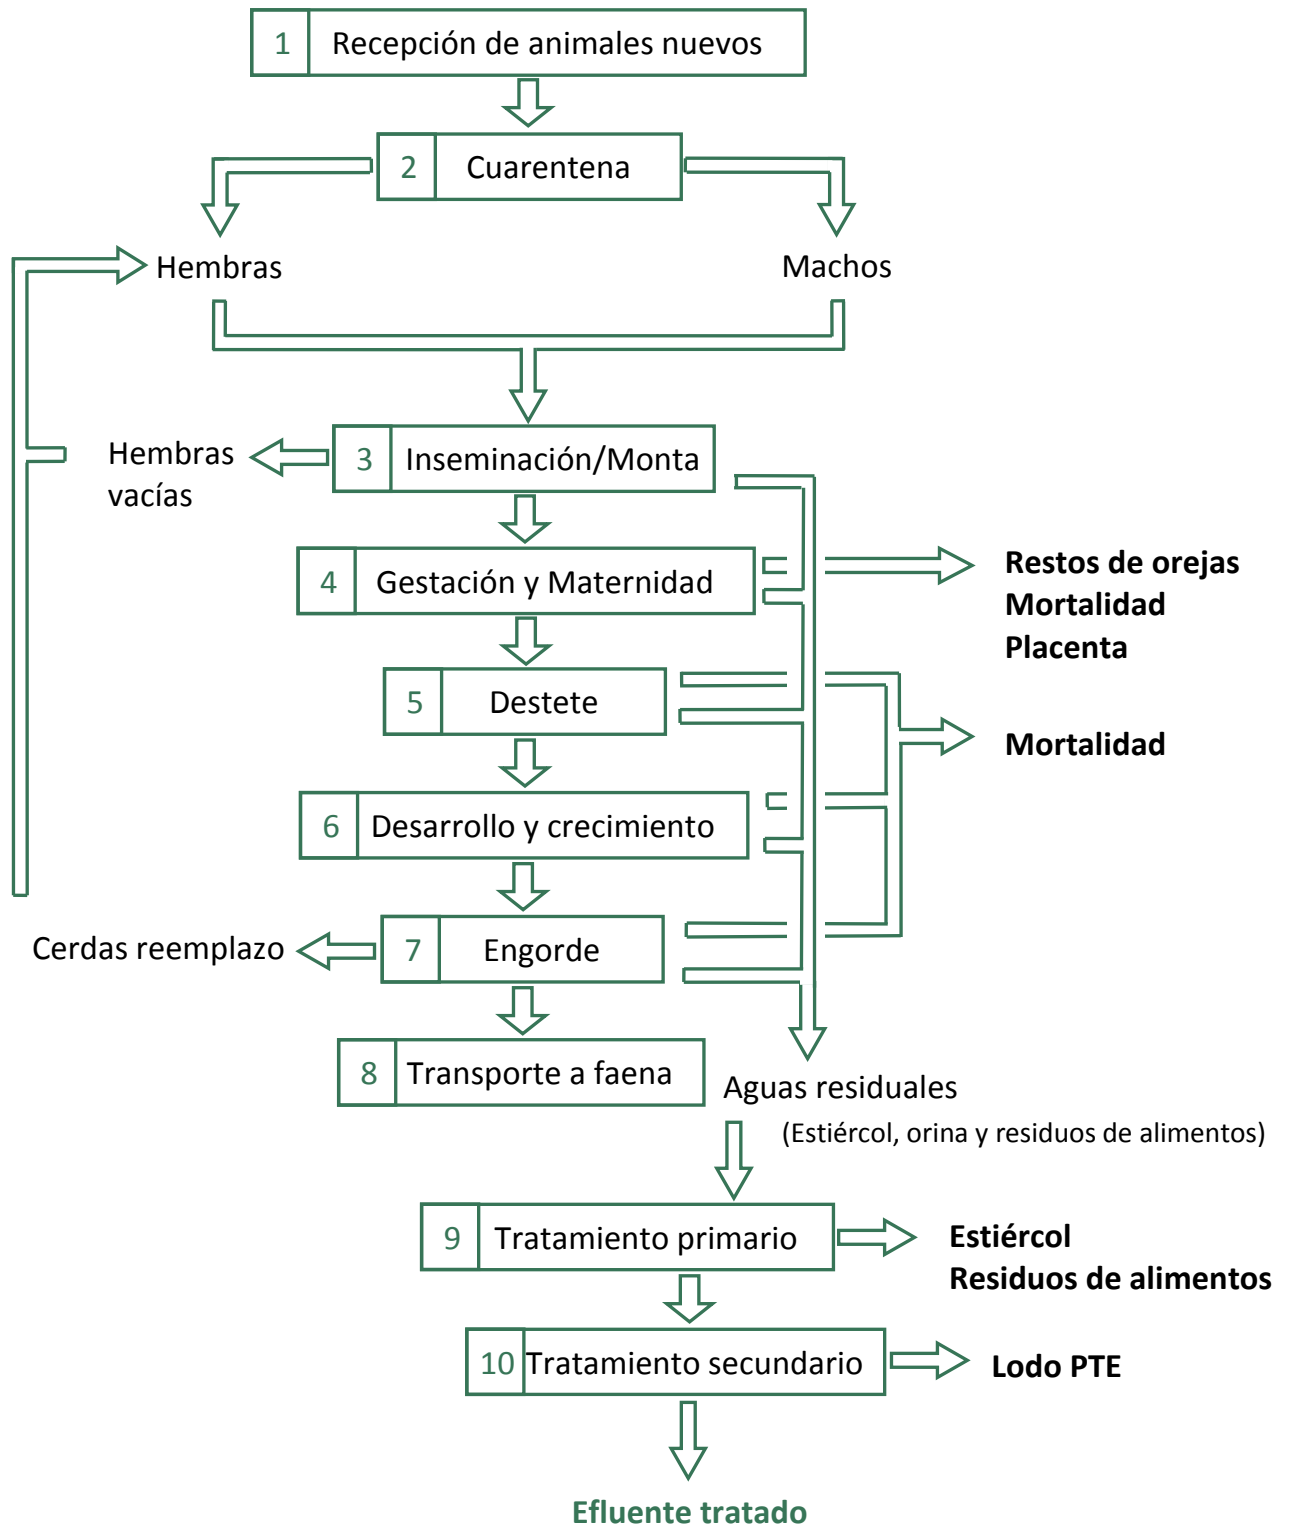 1 Recepción de animales nuevos
2 Cuarentena
Hembras
Machos
Hembras
vacías
3 Inseminación/Monta
4 Gestación y Maternidad
Restos de orejas
Mortalidad
Placenta
5 Destete
Mortalidad
6 Desarrollo y crecimiento
Cerdas reemplazo
7 Engorde
8 Transporte a faena
Aguas residuales
(Estiércol, orina y residuos de alimentos)
9 Tratamiento primario
Estiércol
Residuos de alimentos
10 Tratamiento secundario
Lodo PTE
Efluente tratado